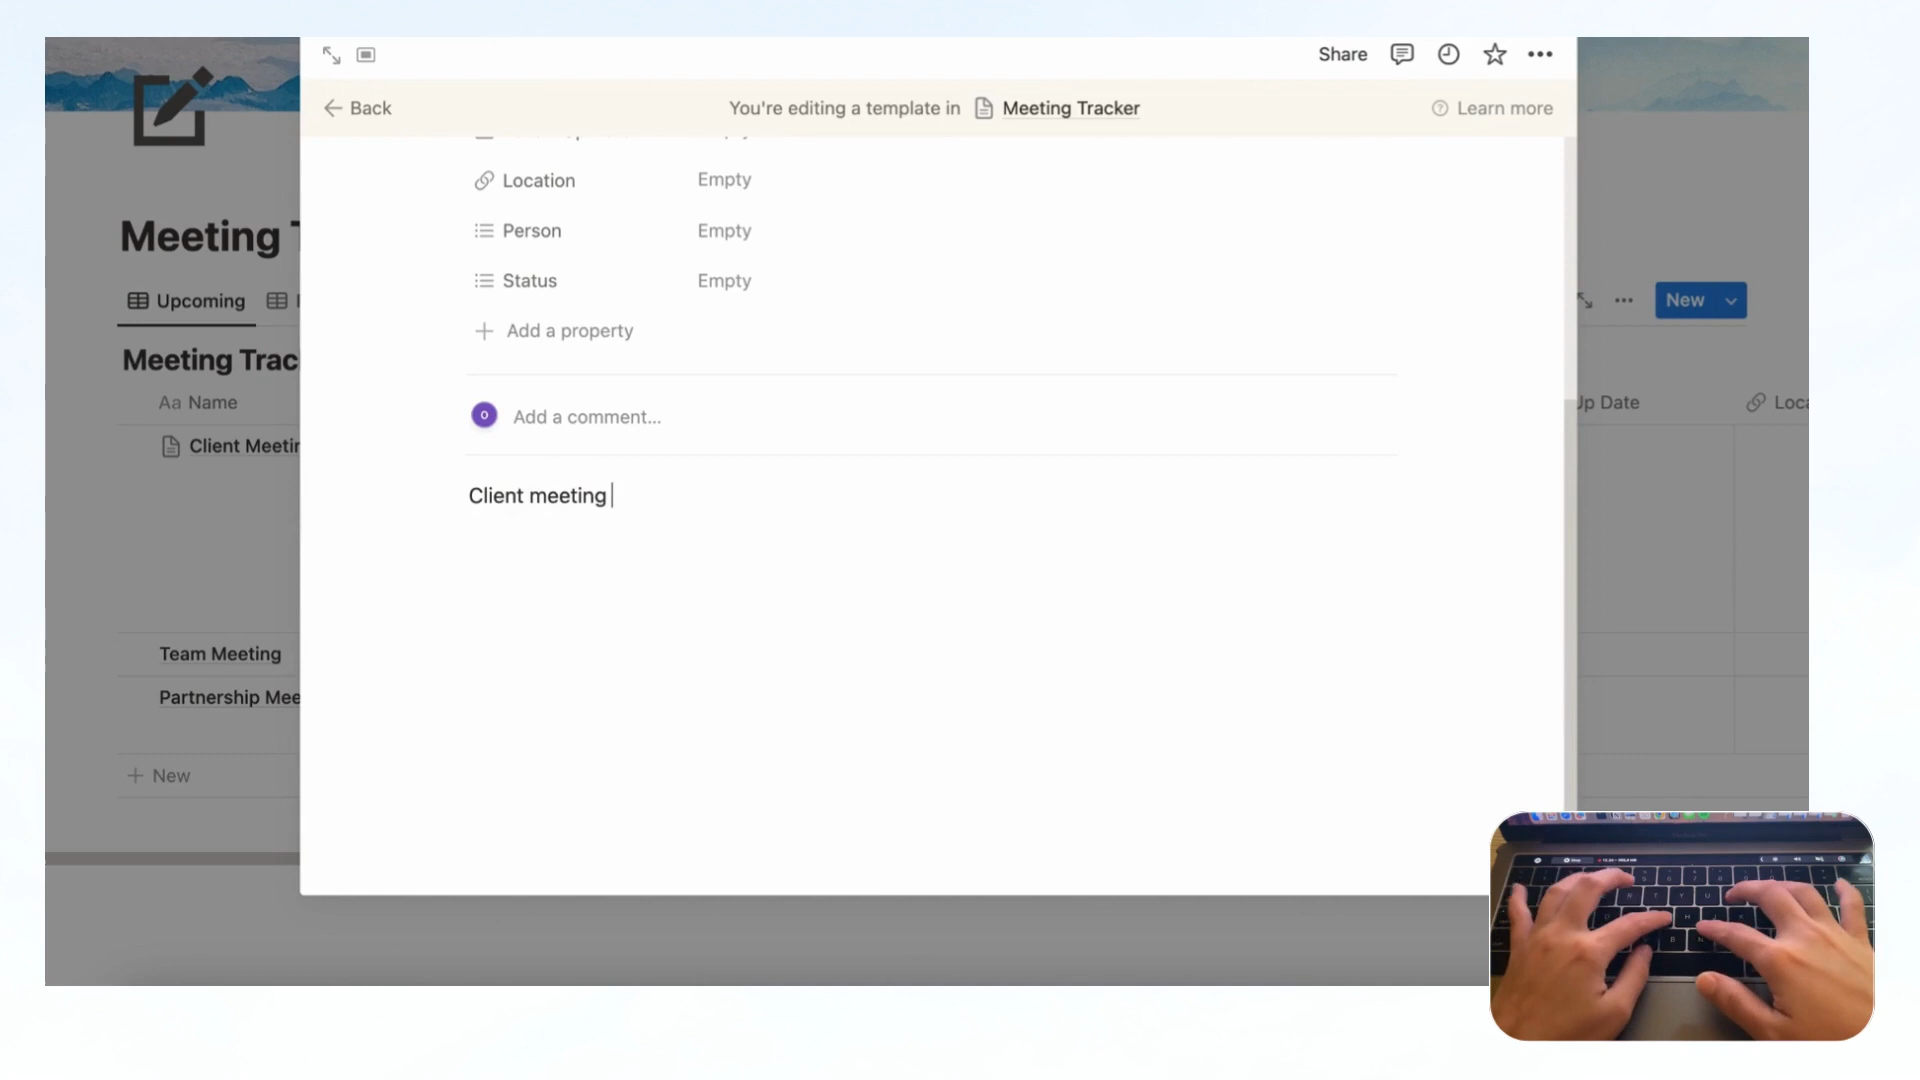 Share
Back
You're editing a template in Meeting Tracker
Learn more
Location Empty
Person Empty
Status Empty
Add a property
Add a comment...
Client meeting
Meeting
Upcoming
New
Meeting Trac
Aa Name
Up Date
Loca
Client Meetin
Team Meeting
Partnership Mee
New